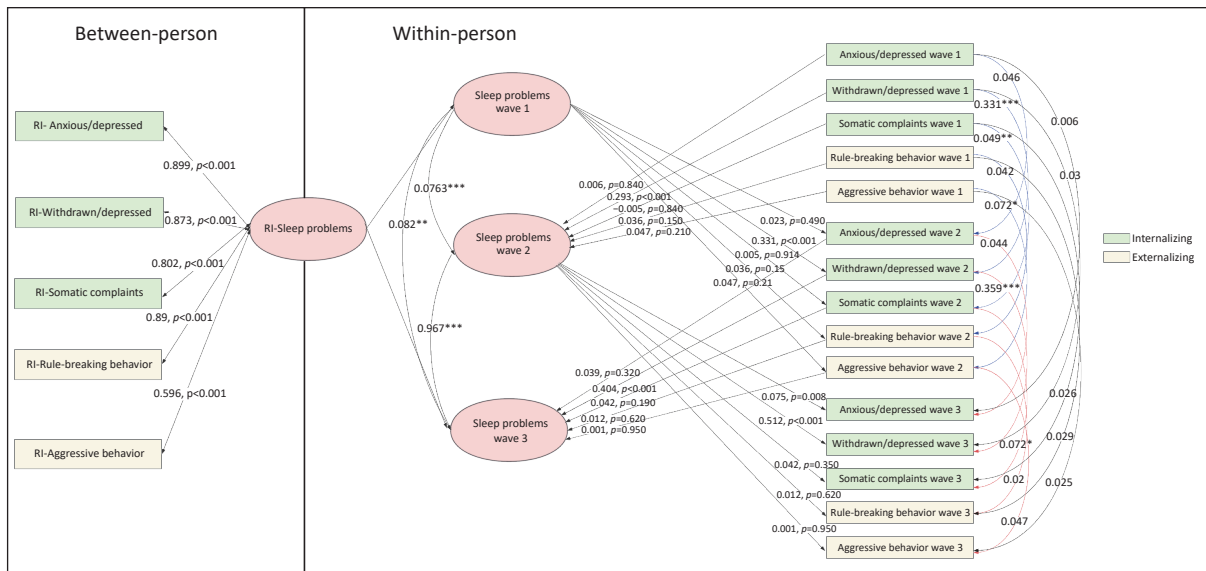 Between-person
Within-person
RI- Anxious/depressed
RI-Withdrawn/depressed
RI-Somatic complaints
RI-Rule-breaking behavior
RI-Aggressive behavior
0.899, p<0.001
0.873, p<0.001
0.802, p<0.001
0.89, p<0.001
0.596, p<0.001
RI-Sleep problems
Sleep problems
wave 1
Sleep problems
wave 2
Sleep problems
wave 3
0.0763***
0.082**
0.967***
0.006, p=0.840
0.293, p<0.001
−0.005, p=0.840
0.036, p=0.150
0.047, p=0.210
0.023, p=0.490
0.331, p<0.001
0.005, p=0.914
0.036, p=0.15
0.047, p=0.21
0.039, p=0.320
0.404, p<0.001
0.042, p=0.190
0.012, p=0.620
0.001, p=0.950
0.075, p=0.008
0.512, p<0.001
0.042, p=0.350
0.012, p=0.620
0.001, p=0.950
Anxious/depressed wave 1
Withdrawn/depressed wave 1
Somatic complaints wave 1
Rule-breaking behavior wave 1
Aggressive behavior wave 1
Anxious/depressed wave 2
Withdrawn/depressed wave 2
Somatic complaints wave 2
Rule-breaking behavior wave 2
Aggressive behavior wave 2
Anxious/depressed wave 3
Withdrawn/depressed wave 3
Somatic complaints wave 3
Rule-breaking behavior wave 3
Aggressive behavior wave 3
0.046
0.331***
0.006
0.049**
0.042
0.03
0.072*
0.044
0.359***
0.026
0.029
0.072*
0.02
0.025
0.047
Internalizing
Externalizing